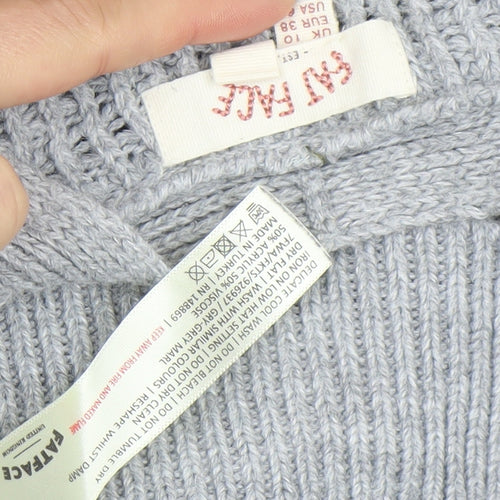 UK 10
EUR 38
USA 6
- EST.
FAT FACE
DELICATE COOL WASH | DO NOT BLEACH | DO NOT TUMBLE DRY
IRON ON LOW HEAT SETTING | DO NOT DRY CLEAN
DRY FLAT | WASH WITH SIMILAR COLOURS | RESHAPE WHILST DAMP
50% ACRYLIC 50% VISCOSE
MADE IN TURKEY | RN 148869 | KEEP AWAY FROM FIRE AND NAKED FLAME
FATFACE
UNITED KINGDOM